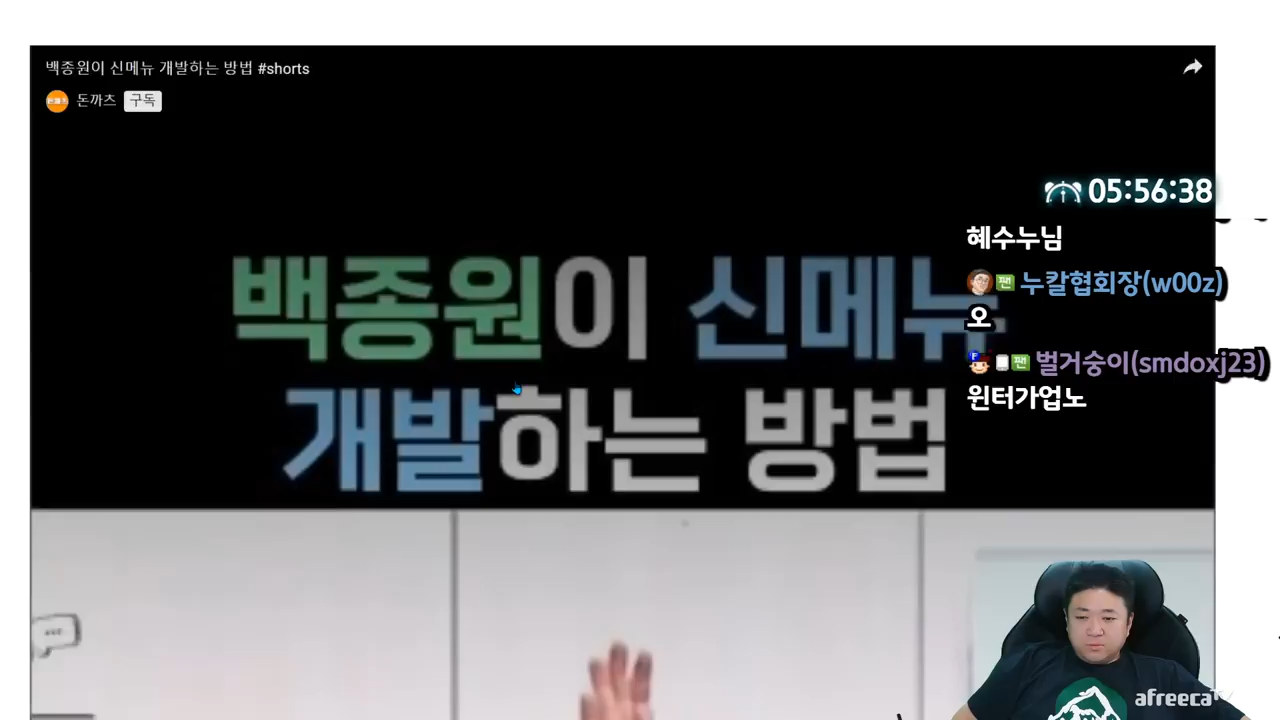 백종원이 신메뉴 개발하는 방법 #shorts
돈까츠 구독
05:56:38
혜수누님
백종원이 신메뉴
팬 누칼협회장(w00z)
오
F 팬 벌거숭이(smdoxj23)
개발하는 방법
윈터가업노
afreecaTV